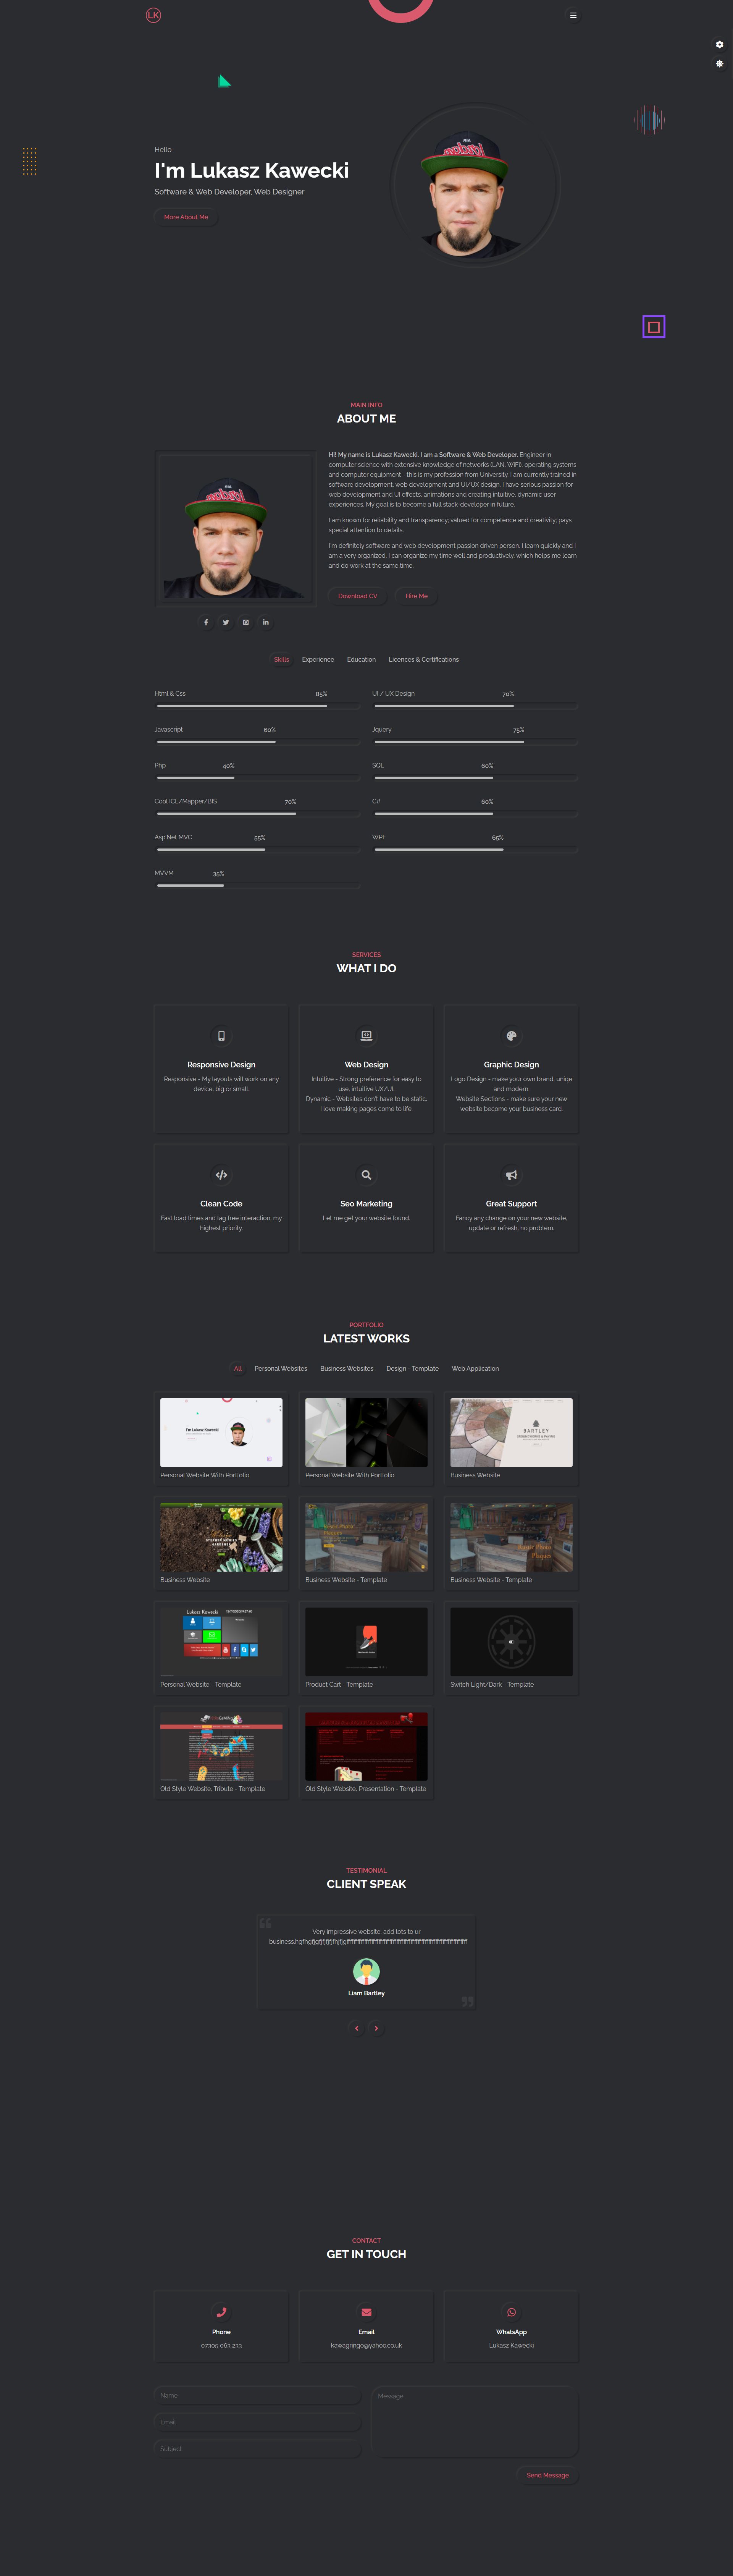 LK
Hello
I'm Lukasz Kawecki
Software & Web Developer, Web Designer
More About Me
MAIN INFO
ABOUT ME
Hi! My name is Lukasz Kawecki. I am a Software & Web Developer. Engineer in
computer science with extensive knowledge of networks (LAN, WiFi), operating systems
and computer equipment - this is my profession from University. I am currently trained in
software development, web development and UI/UX design. I have serious passion for
web development and UI effects, animations and creating intuitive, dynamic user
experiences. My goal is to become a full stack-developer in future.
I am known for reliability and transparency; valued for competence and creativity; pays
special attention to details.
I'm definitely software and web development passion driven person. I learn quickly and I
am a very organized. I can organize my time well and productively, which helps me learn
and do work at the same time.
Download CV
Hire Me
Skills
Experience
Education
Licences & Certifications
Html & Css 85%
UI / UX Design 70%
Javascript 60%
Jquery 75%
Php 40%
SQL 60%
Cool ICE/Mapper/BIS 70%
C# 60%
Asp.Net MVC 55%
WPF 65%
MVVM 35%
SERVICES
WHAT I DO
Responsive Design
Responsive - My layouts will work on any
device, big or small.
Web Design
Intuitive - Strong preference for easy to
use, intuitive UX/UI.
Dynamic - Websites don't have to be static,
I love making pages come to life.
Graphic Design
Logo Design - make your own brand, uniqe
and modern.
Website Sections - make sure your new
website become your business card.
Clean Code
Fast load times and lag free interaction, my
highest priority.
Seo Marketing
Let me get your website found.
Great Support
Fancy any change on your new website,
update or refresh, no problem.
PORTFOLIO
LATEST WORKS
All
Personal Websites
Business Websites
Design - Template
Web Application
I'm Lukasz Kawecki
Personal Website With Portfolio
Personal Website With Portfolio
BARTLEY
Business Website
Business Website
Business Website - Template
Business Website - Template
Lukasz Kawecki
Personal Website - Template
Product Cart - Template
Switch Light/Dark - Template
Old Style Website, Tribute - Template
Old Style Website, Presentation - Template
TESTIMONIAL
CLIENT SPEAK
Very impressive website, add lots to ur
Liam Bartley
CONTACT
GET IN TOUCH
Phone
07305 063 233
Email
kawagringo@yahoo.co.uk
WhatsApp
Lukasz Kawecki
Name
Email
Subject
Message
Send Message